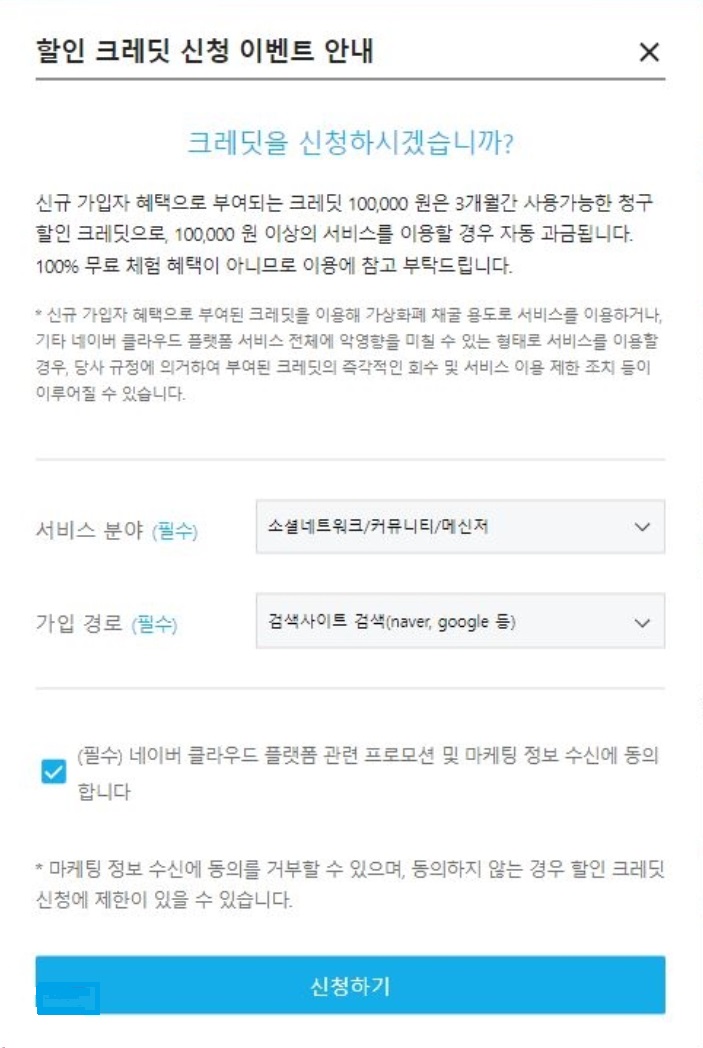 할인 크레딧 신청 이벤트 안내
크레딧을 신청하시겠습니까?
신규 가입자 혜택으로 부여되는 크레딧 100,000 원은 3개월간 사용가능한 청구
할인 크레딧으로, 100,000 원 이상의 서비스를 이용할 경우 자동 과금됩니다.
100% 무료 체험 혜택이 아니므로 이용에 참고 부탁드립니다.
* 신규 가입자 혜택으로 부여된 크레딧을 이용해 가상화폐 채굴 용도로 서비스를 이용하거나,
기타 네이버 클라우드 플랫폼 서비스 전체에 악영향을 미칠 수 있는 형태로 서비스를 이용할
경우, 당사 규정에 의거하여 부여된 크레딧의 즉각적인 회수 및 서비스 이용 제한 조치 등이
이루어질 수 있습니다.
서비스 분야 (필수) 소셜네트워크/커뮤니티/메신저
가입 경로 (필수) 검색사이트 검색(naver, google 등)
(필수) 네이버 클라우드 플랫폼 관련 프로모션 및 마케팅 정보 수신에 동의
합니다
* 마케팅 정보 수신에 동의를 거부할 수 있으며, 동의하지 않는 경우 할인 크레딧
신청에 제한이 있을 수 있습니다.
신청하기